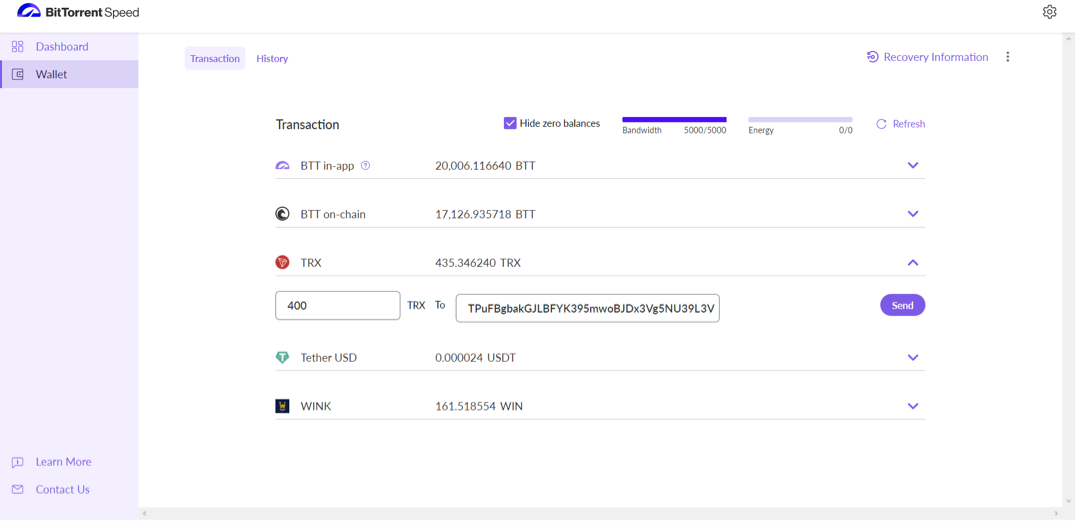 BitTorrent Speed
Dashboard
Wallet
Transaction History
Recovery Information
Transaction
Hide zero balances
Bandwidth 5000/5000
Energy 0/0
Refresh
BTT in-app ? 20,006.116640 BTT
BTT on-chain 17,126.935718 BTT
TRX 435.346240 TRX
400 TRX To TPuFBgbakGJLBFYK395mwoBJDx3Vg5NU39L3V Send
Tether USD 0.000024 USDT
WINK 161.518554 WIN
Learn More
Contact Us